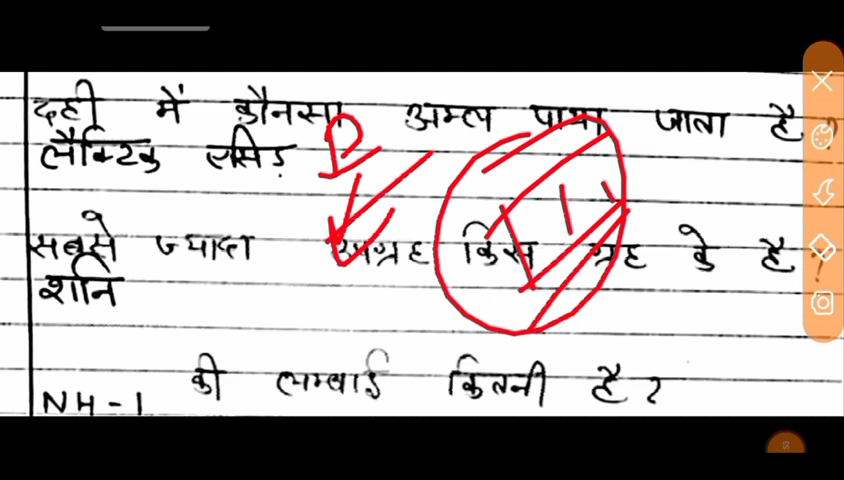 दही में कौनसा अम्ल पाया जाता है?
लैक्टिक एसिड
सबसे ज्यादा उपग्रह किस ग्रह के है?
शनि
NH-1 की लम्बाई कितनी है?